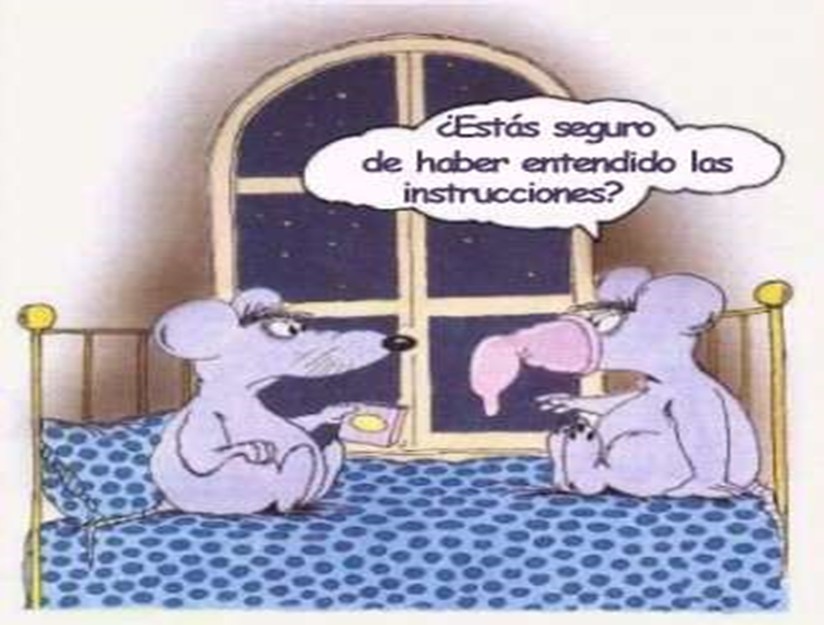 ¿Estás seguro
de haber entendido las
instrucciones?